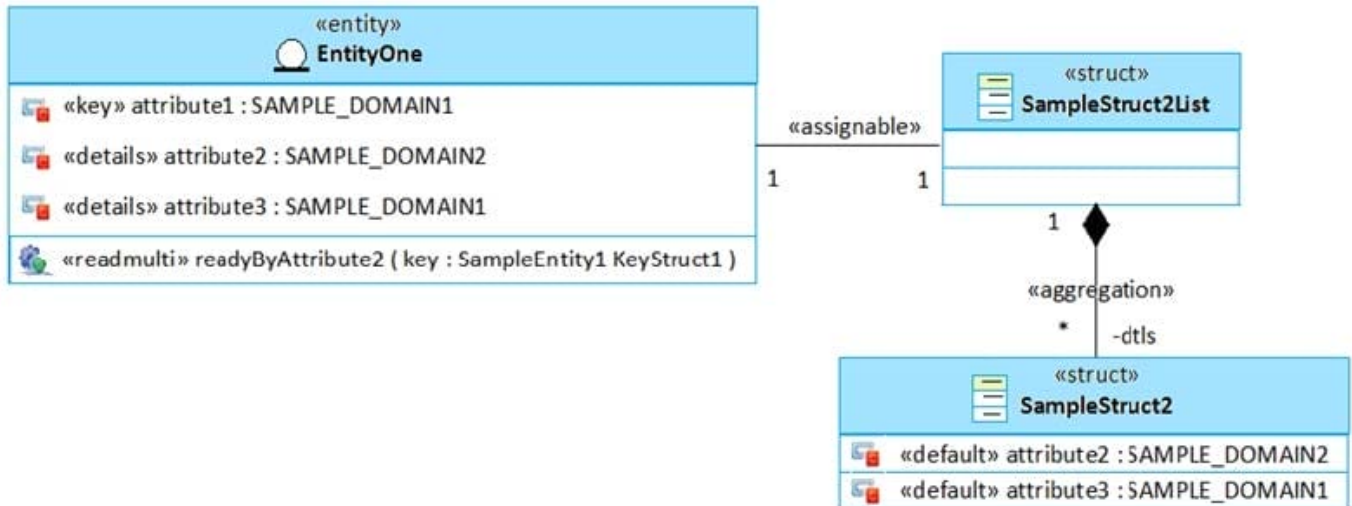 «entity»
EntityOne
«key» attribute1 : SAMPLE_DOMAIN1
«details» attribute2 : SAMPLE_DOMAIN2
«details» attribute3 : SAMPLE_DOMAIN1
«readmulti» readyByAttribute2 ( key : SampleEntity1 KeyStruct1 )
«assignable»
1
1
«struct»
SampleStruct2List
1
«aggregation»
*
-dtls
«struct»
SampleStruct2
«default» attribute2 : SAMPLE_DOMAIN2
«default» attribute3 : SAMPLE_DOMAIN1